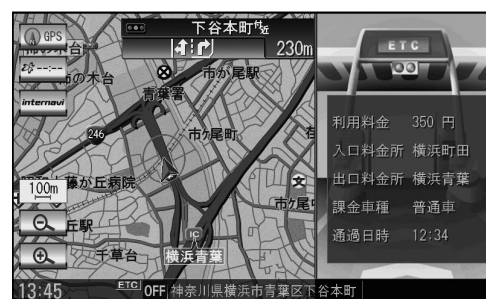 GPS
--:--
internavi
下谷本町付近
230m
の木台
市が尾駅
青葉署
246
市ケ尾町
藤が丘病院
100m
丘駅
千草台
IC
横浜青葉
市ケ尾
13:45
ETC OFF 神奈川県横浜市青葉区下谷本町
ETC
利用料金 350 円
入口料金所 横浜町田
出口料金所 横浜青葉
課金車種 普通車
通過日時 12:34